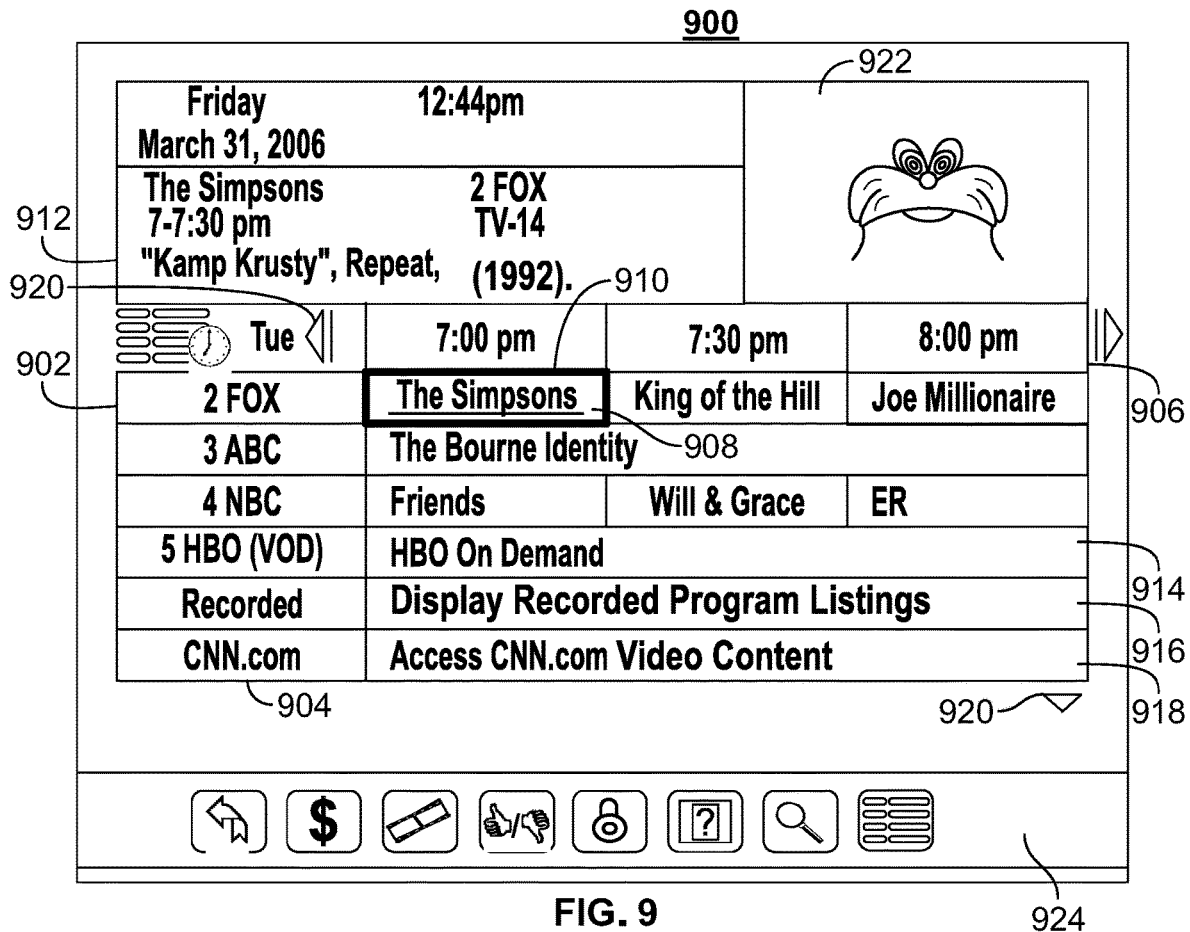 900
922
Friday 12:44pm
March 31, 2006
The Simpsons 2 FOX
912
7-7:30 pm TV-14
"Kamp Krusty", Repeat, (1992).
920
910
Tue 7:00 pm 7:30 pm 8:00 pm
902
2 FOX The Simpsons King of the Hill Joe Millionaire
906
3 ABC The Bourne Identity
908
4 NBC Friends Will & Grace ER
5 HBO (VOD) HBO On Demand
914
Recorded Display Recorded Program Listings
916
CNN.com Access CNN.com Video Content
904
920
918
$ / ?
924
FIG. 9